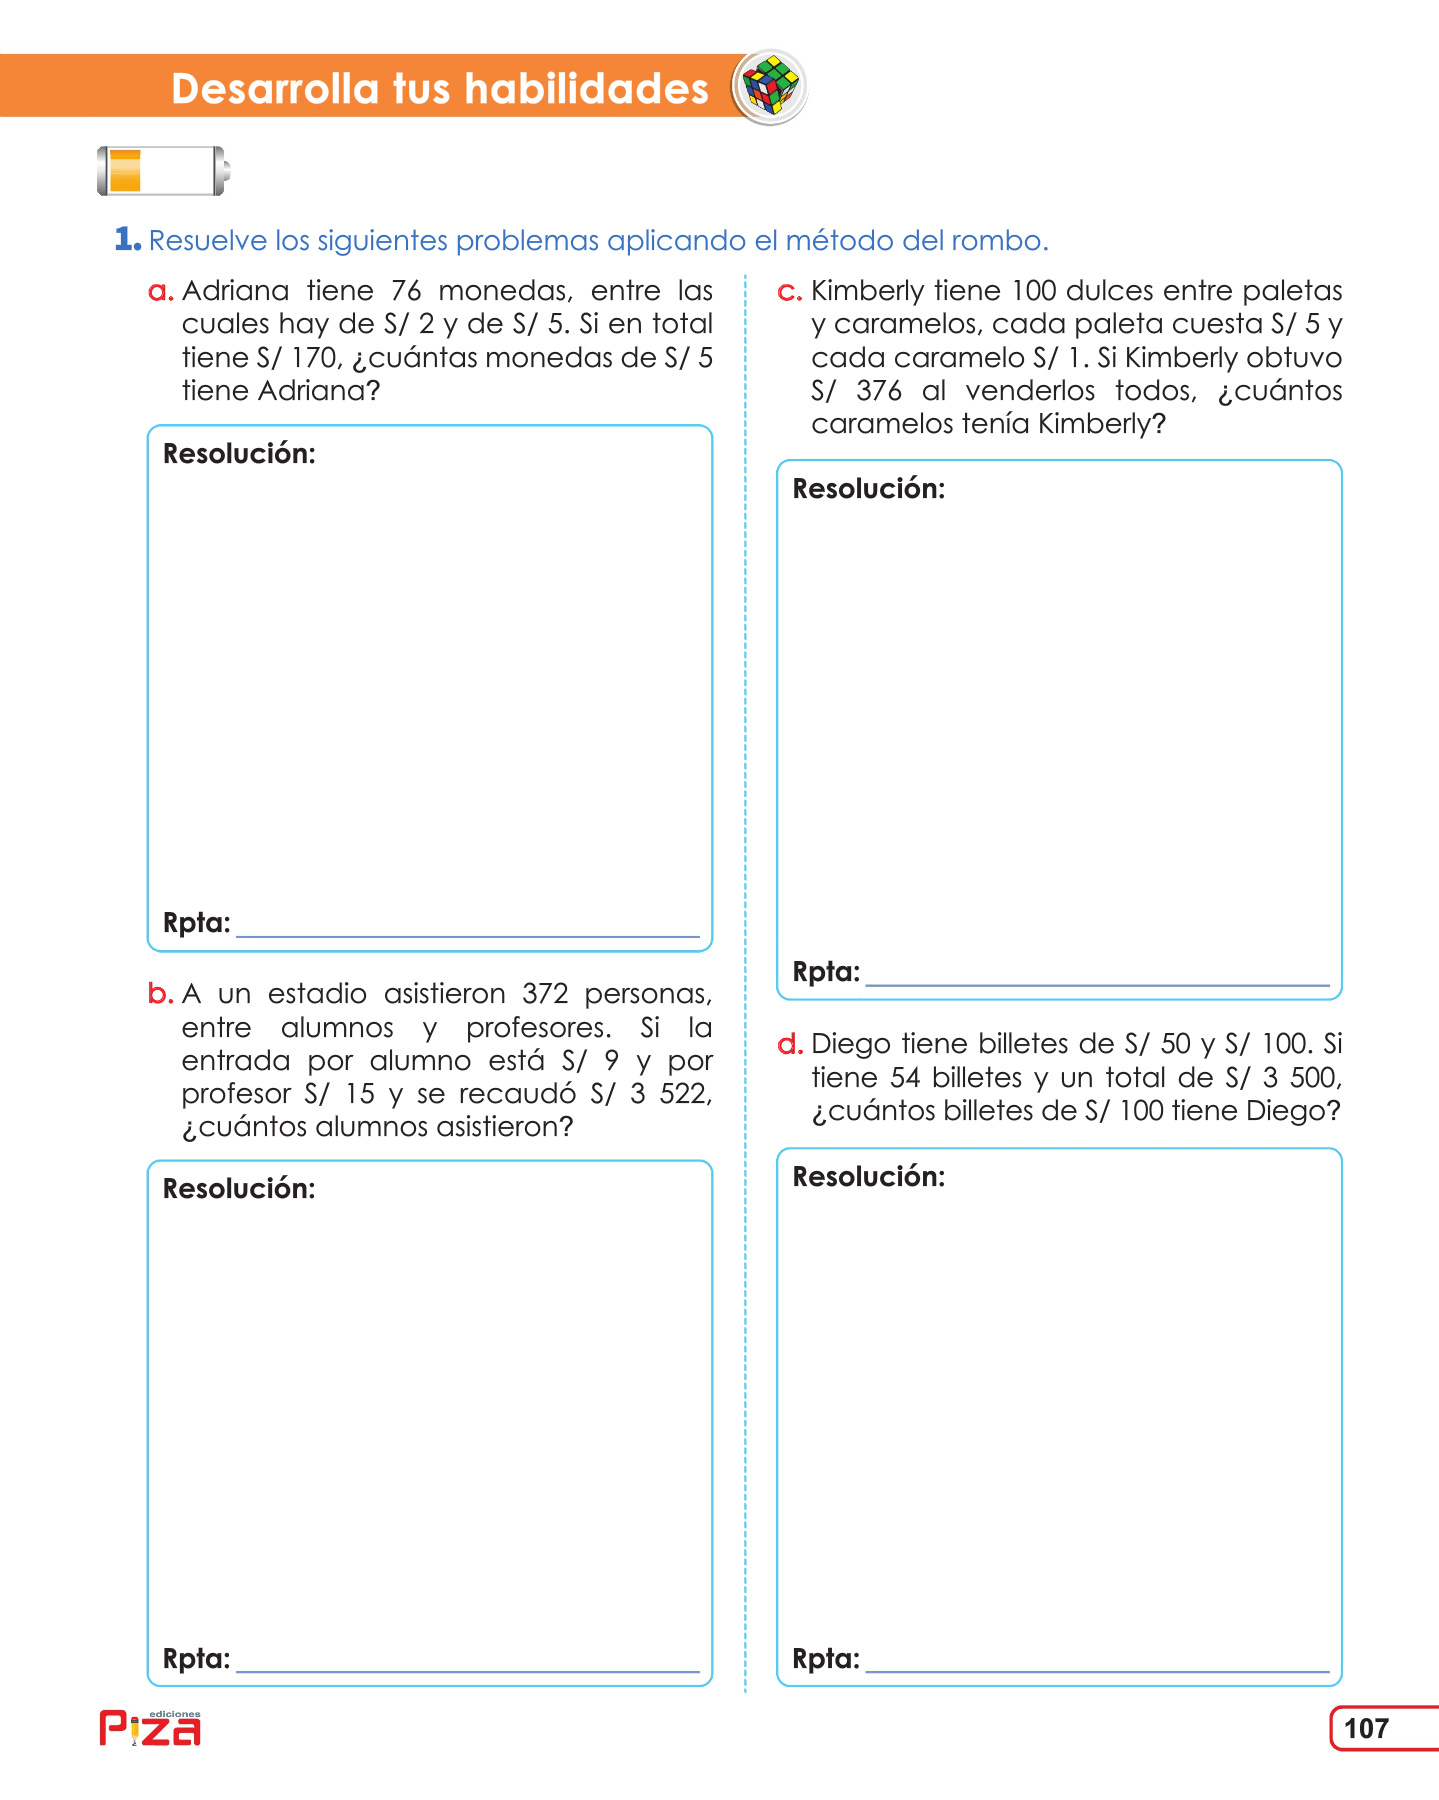 Desarrolla tus habilidades
1. Resuelve los siguientes problemas aplicando el método del rombo.
a. Adriana tiene 76 monedas, entre las
cuales hay de S/ 2 y de S/ 5. Si en total
tiene S/ 170, ¿cuántas monedas de S/ 5
tiene Adriana?
Resolución:
Rpta:
b. A un estadio asistieron 372 personas,
entre alumnos y profesores. Si la
entrada por alumno está S/ 9 y por
profesor S/ 15 y se recaudó S/ 3 522,
¿cuántos alumnos asistieron?
Resolución:
Rpta:
c. Kimberly tiene 100 dulces entre paletas
y caramelos, cada paleta cuesta S/ 5 y
cada caramelo S/ 1. Si Kimberly obtuvo
S/ 376 al venderlos todos, ¿cuántos
caramelos tenía Kimberly?
Resolución:
Rpta:
d. Diego tiene billetes de S/ 50 y S/ 100. Si
tiene 54 billetes y un total de S/ 3 500,
¿cuántos billetes de S/ 100 tiene Diego?
Resolución:
Rpta:
ediciones
Piza
107